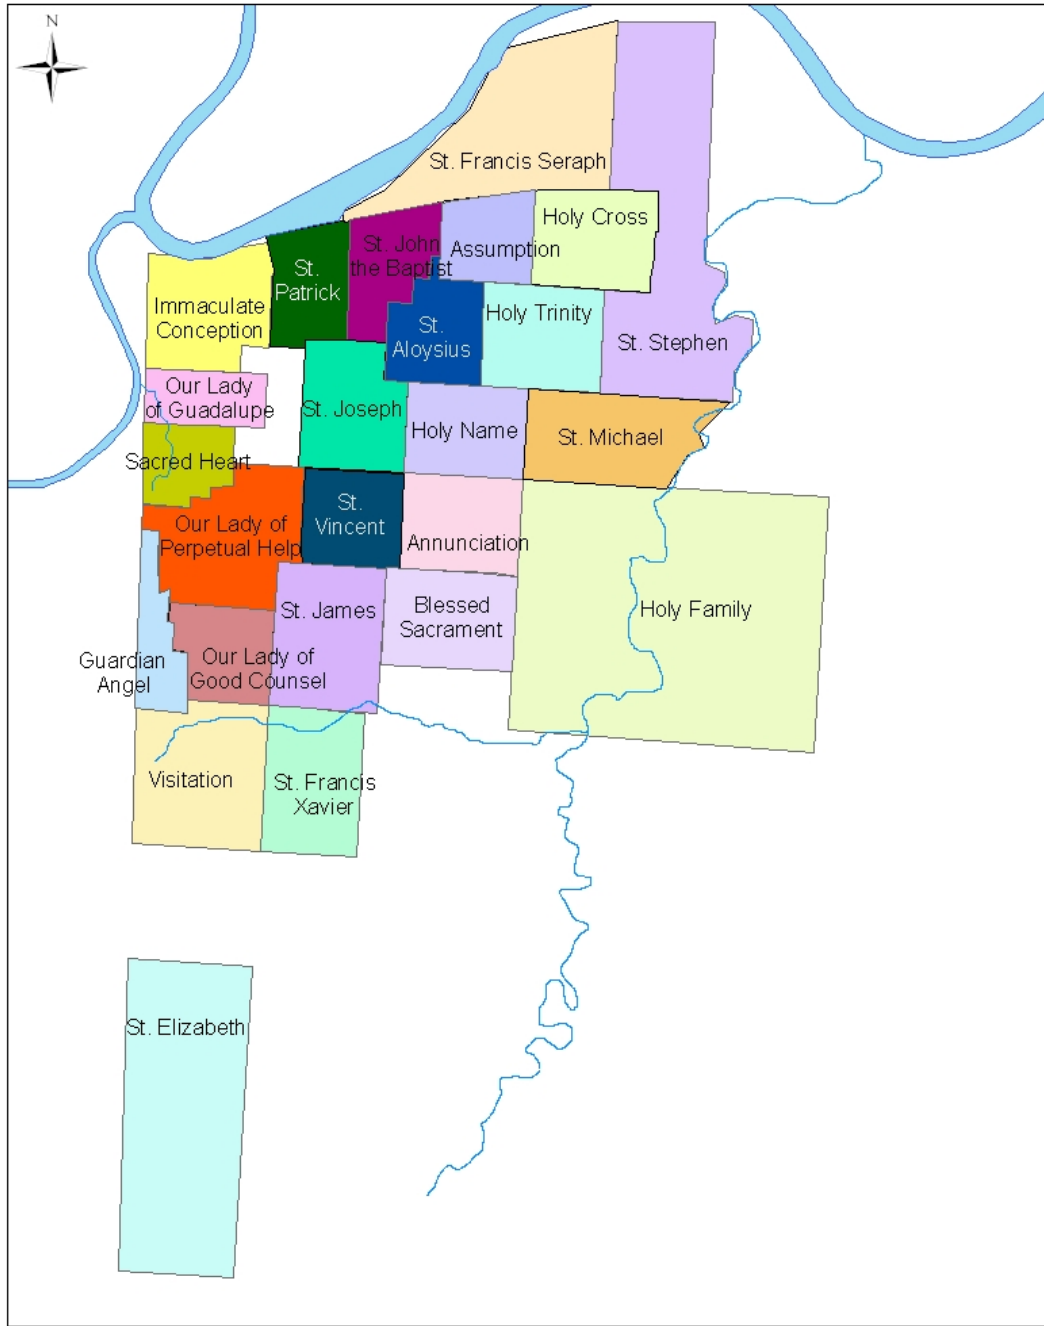 N
St. Francis Seraph
Holy Cross
St. John
the Baptist
Assumption
St.
Patrick
Immaculate
Conception
St.
Aloysius
Holy Trinity
St. Stephen
Our Lady
of Guadalupe
St. Joseph
Holy Name
St. Michael
Sacred Heart
Our Lady of
Perpetual Help
St.
Vincent
Annunciation
Holy Family
St. James
Blessed
Sacrament
Guardian
Angel
Our Lady of
Good Counsel
Visitation
St. Francis
Xavier
St. Elizabeth